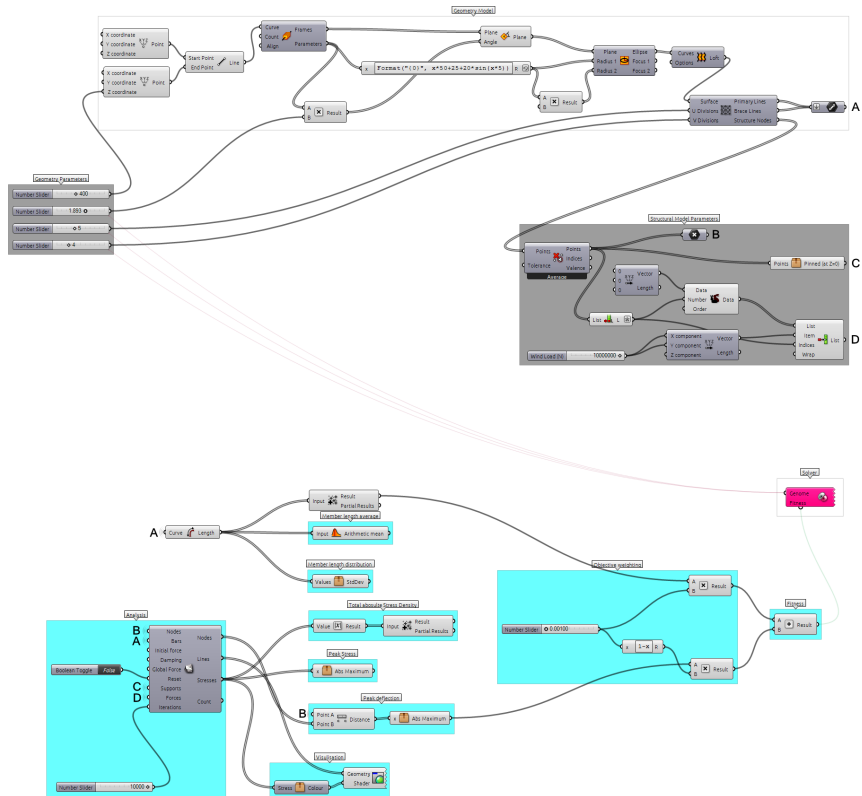 Geometry Model
X coordinate
Y coordinate
Z coordinate
Point
X coordinate
Y coordinate
Z coordinate
Point
Start Point
End Point
Line
Curve
Count
Align
Frames
Parameters
Plane
Angle
Plane
x
Format("{0}", x*50+25+20*sin(x*5))
R
A
B
Result
A
B
Result
Plane
Radius 1
Radius 2
Ellipse
Focus 1
Focus 2
Curves
Options
Loft
Surface
U Divisions
V Divisions
Primary Lines
Brace Lines
Structure Nodes
A
Geometry Parameters
Number Slider 400
Number Slider 1.893
Number Slider 5
Number Slider 4
Structural Model Parameters
Points
Tolerance
Points
Indices
Valence
Average
B
Points Pinned (at Z=0)
C
0
0
0
Vector
Length
Data
Number
Order
Data
List L
X component
Y component
Z component
Vector
Length
Wind Load (N) 10000000
List
Item
Indices
Wrap
List
D
Solver
Genome
Fitness
A
Curve Length
Input
Result
Partial Results
Member length average
Input Arithmetic mean
Member length distribution
Values StdDev
Analysis
B
A
C
D
Nodes
Bars
Initial force
Damping
Global Force
Reset
Supports
Forces
Iterations
Nodes
Lines
Stresses
Count
Boolean Toggle False
Number Slider 10000
Total abosulte Stress Density
Value |x| Result
Input
Result
Partial Results
Peak Stress
x Abs Maximum
Peak deflection
B
Point A
Point B
Distance
x Abs Maximum
Visulisation
Stress Colour
Geometry
Shader
Objective weighting
Number Slider 0.00100
x 1-x R
A
B
Result
A
B
Result
Fitness
A
B
Result